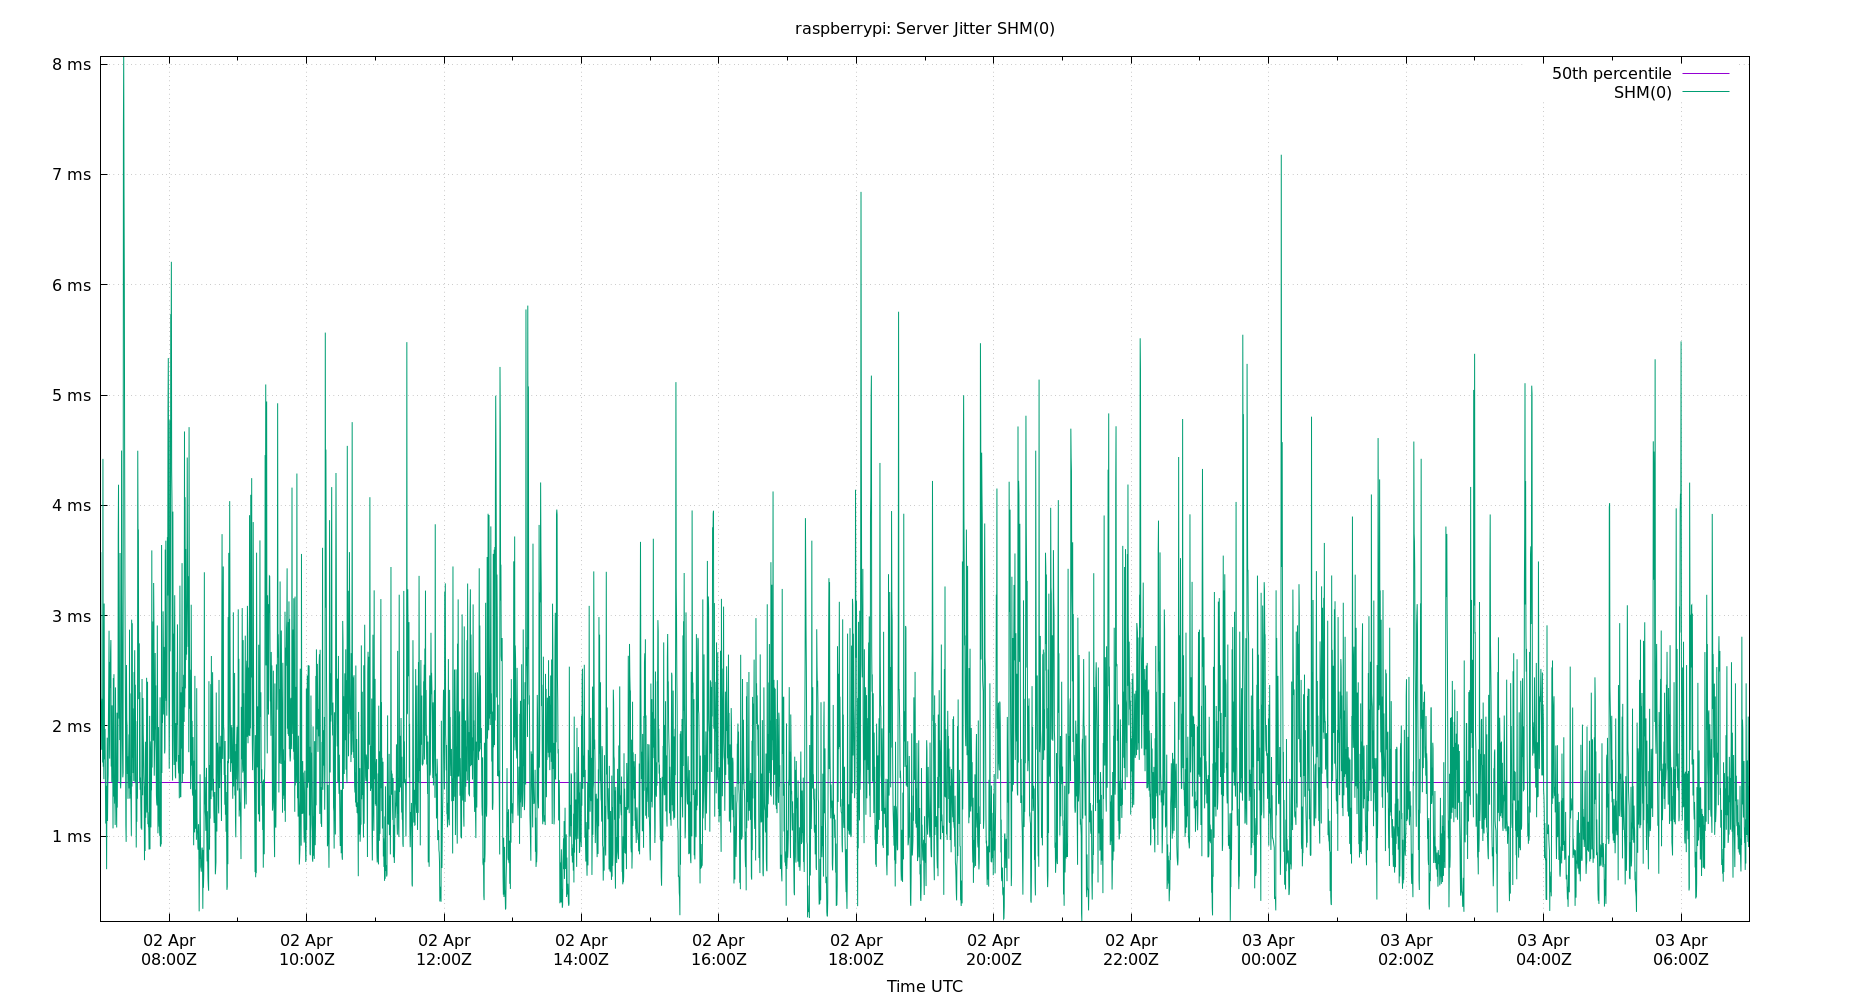 raspberrypi: Server Jitter SHM(0)
50th percentile
SHM(0)
8 ms
7 ms
6 ms
5 ms
4 ms
3 ms
2 ms
1 ms
02 Apr 02 Apr 02 Apr 02 Apr 02 Apr 02 Apr 02 Apr 02 Apr 03 Apr 03 Apr 03 Apr 03 Apr
08:00Z 10:00Z 12:00Z 14:00Z 16:00Z 18:00Z 20:00Z 22:00Z 00:00Z 02:00Z 04:00Z 06:00Z
Time UTC